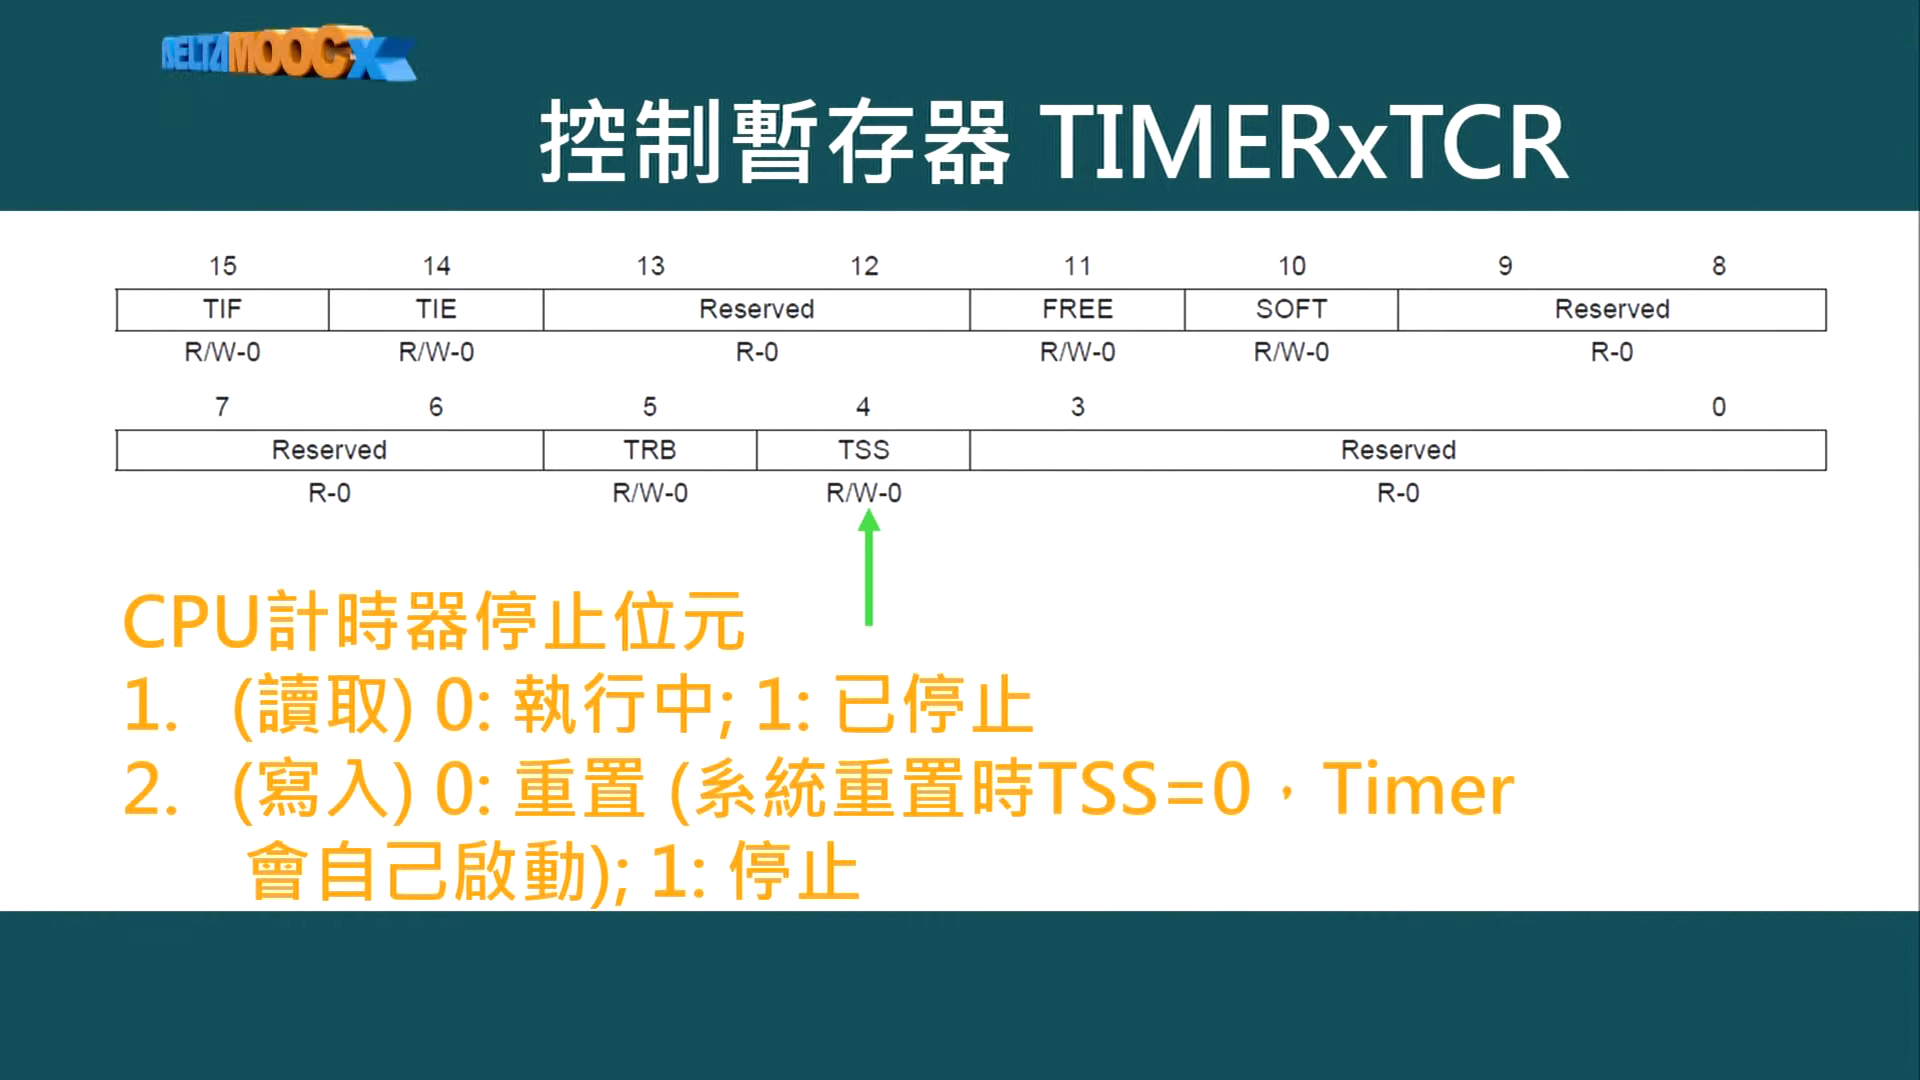 DELTAMOOCx
控制暫存器 TIMERxTCR
15 14 13 12 11 10 9 8
TIF TIE Reserved FREE SOFT Reserved
R/W-0 R/W-0 R-0 R/W-0 R/W-0 R-0
7 6 5 4 3 0
Reserved TRB TSS Reserved
R-0 R/W-0 R/W-0 R-0
CPU計時器停止位元
1. (讀取) 0: 執行中; 1: 已停止
2. (寫入) 0: 重置 (系統重置時TSS=0，Timer
會自己啟動); 1: 停止